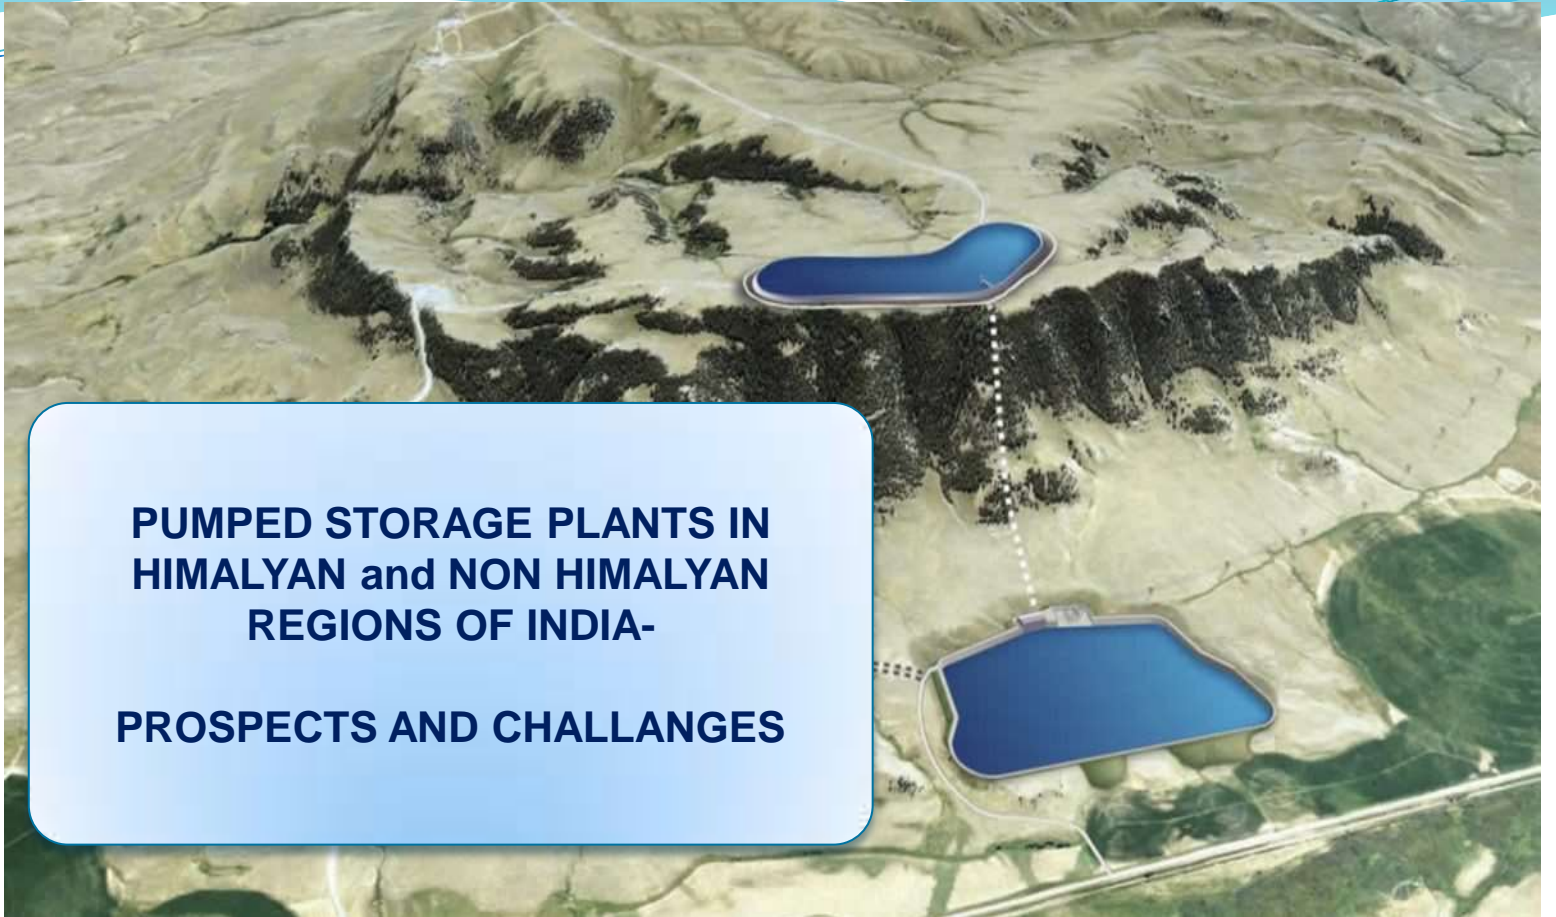 PUMPED STORAGE PLANTS IN
HIMALYAN and NON HIMALYAN
REGIONS OF INDIA-
PROSPECTS AND CHALLANGES